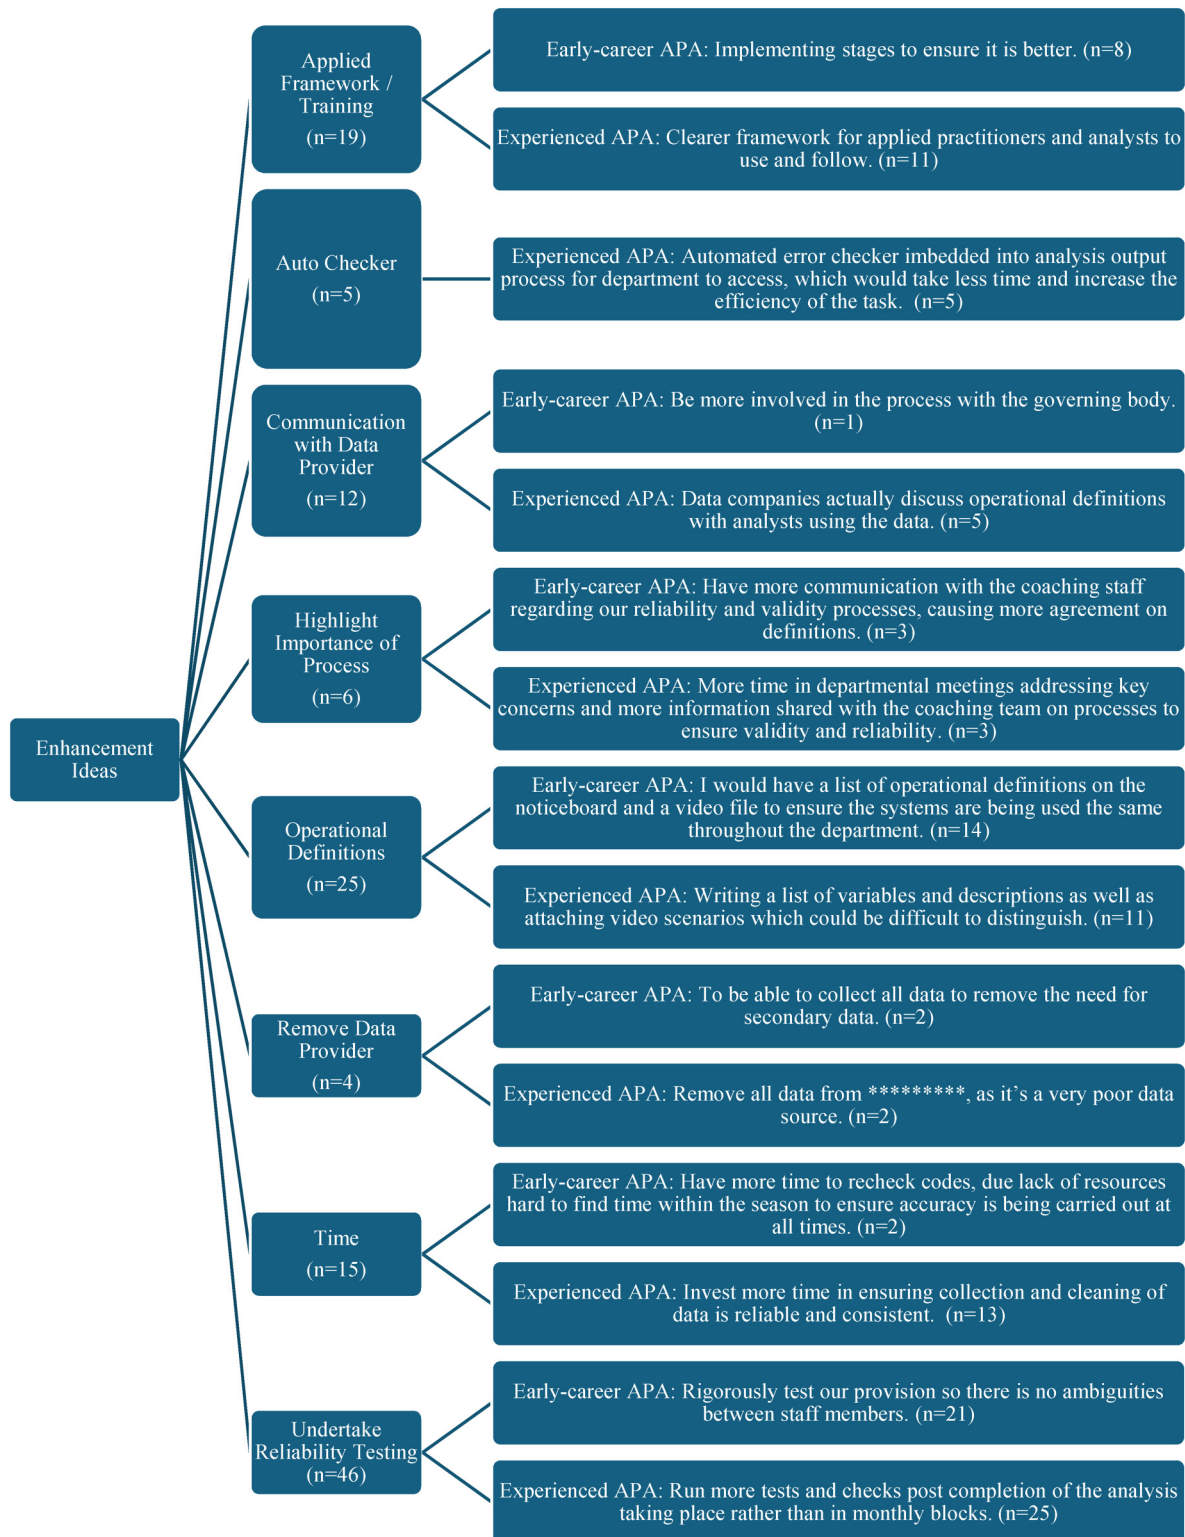 Enhancement
Ideas
Applied
Framework /
Training
(n=19)
Early-career APA: Implementing stages to ensure it is better. (n=8)
Experienced APA: Clearer framework for applied practitioners and analysts to
use and follow. (n=11)
Auto Checker
(n=5)
Experienced APA: Automated error checker imbedded into analysis output
process for department to access, which would take less time and increase the
efficiency of the task. (n=5)
Communication
with Data
Provider
(n=12)
Early-career APA: Be more involved in the process with the governing body.
(n=1)
Experienced APA: Data companies actually discuss operational definitions
with analysts using the data. (n=5)
Highlight
Importance of
Process
(n=6)
Early-career APA: Have more communication with the coaching staff
regarding our reliability and validity processes, causing more agreement on
definitions. (n=3)
Experienced APA: More time in departmental meetings addressing key
concerns and more information shared with the coaching team on processes to
ensure validity and reliability. (n=3)
Operational
Definitions
(n=25)
Early-career APA: I would have a list of operational definitions on the
noticeboard and a video file to ensure the systems are being used the same
throughout the department. (n=14)
Experienced APA: Writing a list of variables and descriptions as well as
attaching video scenarios which could be difficult to distinguish. (n=11)
Remove Data
Provider
(n=4)
Early-career APA: To be able to collect all data to remove the need for
secondary data. (n=2)
Experienced APA: Remove all data from *********, as it's a very poor data
source. (n=2)
Time
(n=15)
Early-career APA: Have more time to recheck codes, due lack of resources
hard to find time within the season to ensure accuracy is being carried out at
all times. (n=2)
Experienced APA: Invest more time in ensuring collection and cleaning of
data is reliable and consistent. (n=13)
Undertake
Reliability Testing
(n=46)
Early-career APA: Rigorously test our provision so there is no ambiguities
between staff members. (n=21)
Experienced APA: Run more tests and checks post completion of the analysis
taking place rather than in monthly blocks. (n=25)